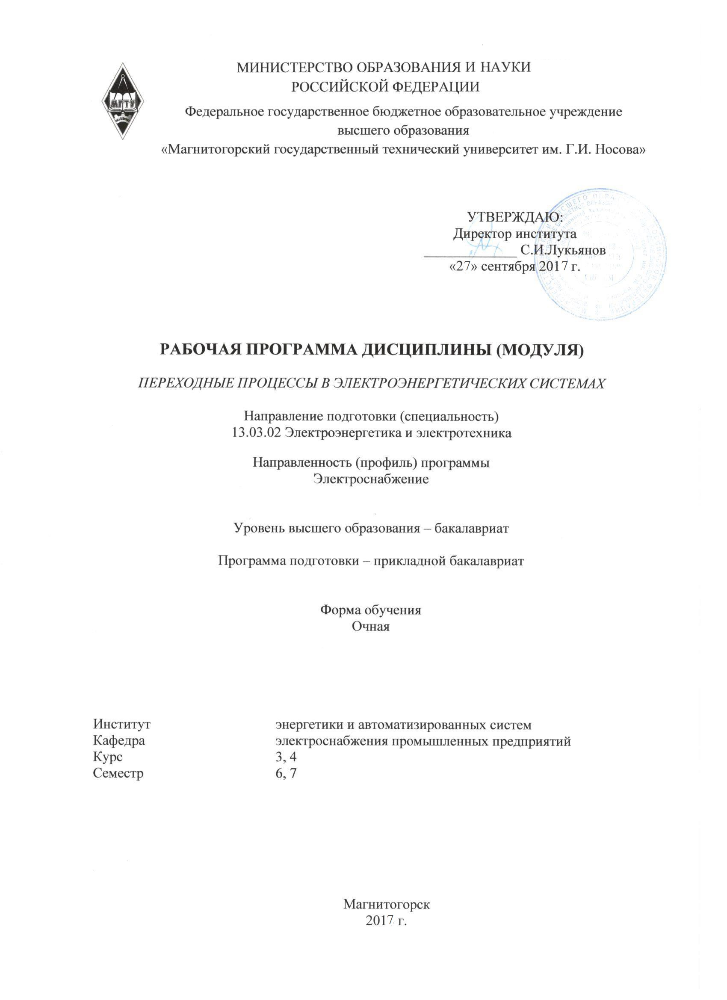 МИНИСТЕРСТВО ОБРАЗОВАНИЯ И НАУКИ
РОССИЙСКОЙ ФЕДЕРАЦИИ
МГТУ
Федеральное государственное бюджетное образовательное учреждение
высшего образования
«Магнитогорский государственный технический университет им. Г.И. Носова»
УТВЕРЖДАЮ:
Директор института
_____________ С.И.Лукьянов
«27» сентября 2017 г.
РАБОЧАЯ ПРОГРАММА ДИСЦИПЛИНЫ (МОДУЛЯ)
ПЕРЕХОДНЫЕ ПРОЦЕССЫ В ЭЛЕКТРОЭНЕРГЕТИЧЕСКИХ СИСТЕМАХ
Направление подготовки (специальность)
13.03.02 Электроэнергетика и электротехника
Направленность (профиль) программы
Электроснабжение
Уровень высшего образования – бакалавриат
Программа подготовки – прикладной бакалавриат
Форма обучения
Очная
Институт энергетики и автоматизированных систем
Кафедра электроснабжения промышленных предприятий
Курс 3, 4
Семестр 6, 7
Магнитогорск
2017 г.